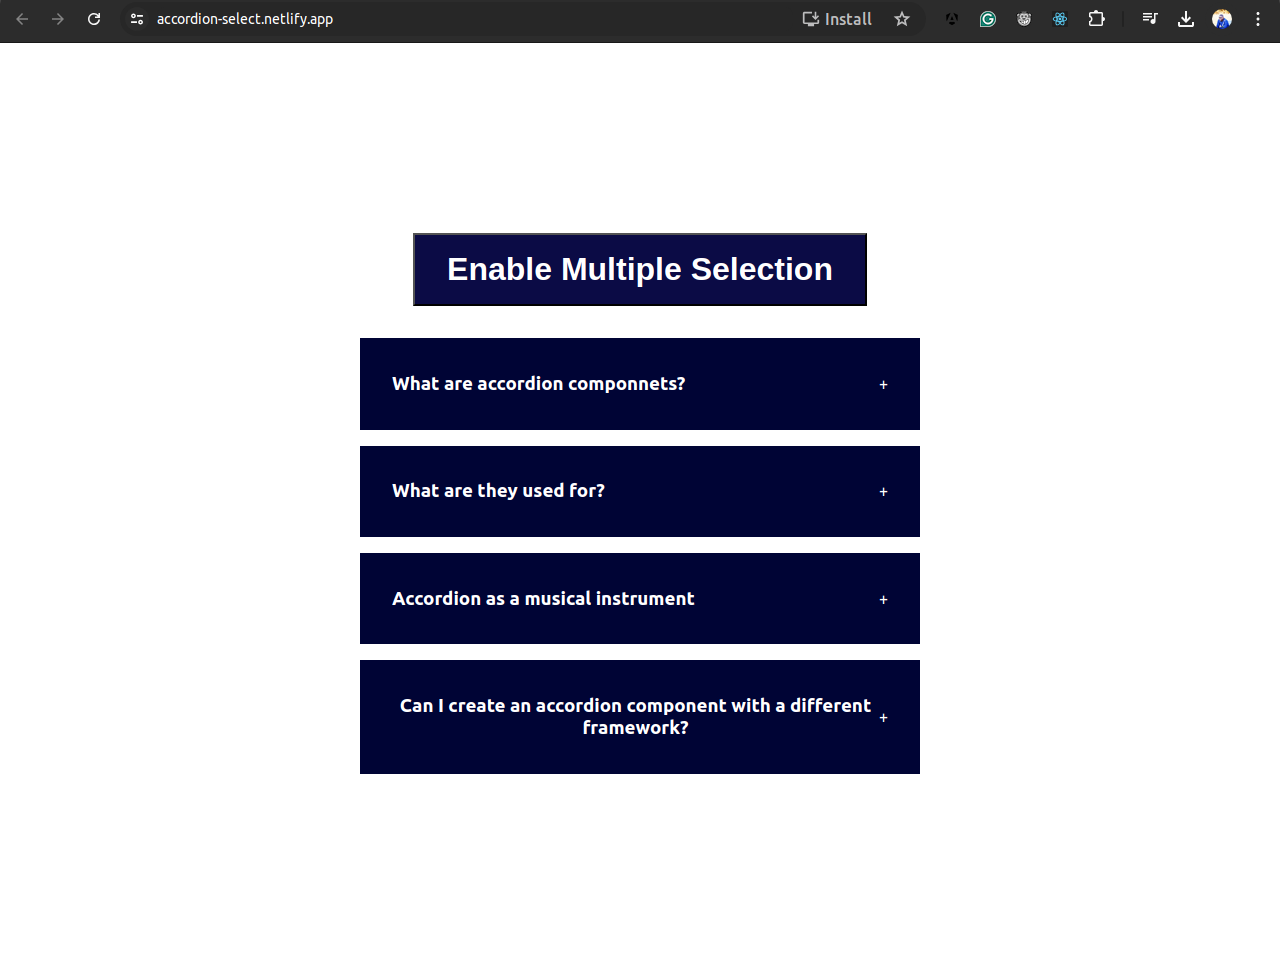 accordion-select.netlify.app
Install
Enable Multiple Selection
What are accordion componnets?
+
What are they used for?
+
Accordion as a musical instrument
+
Can I create an accordion component with a different
framework?
+